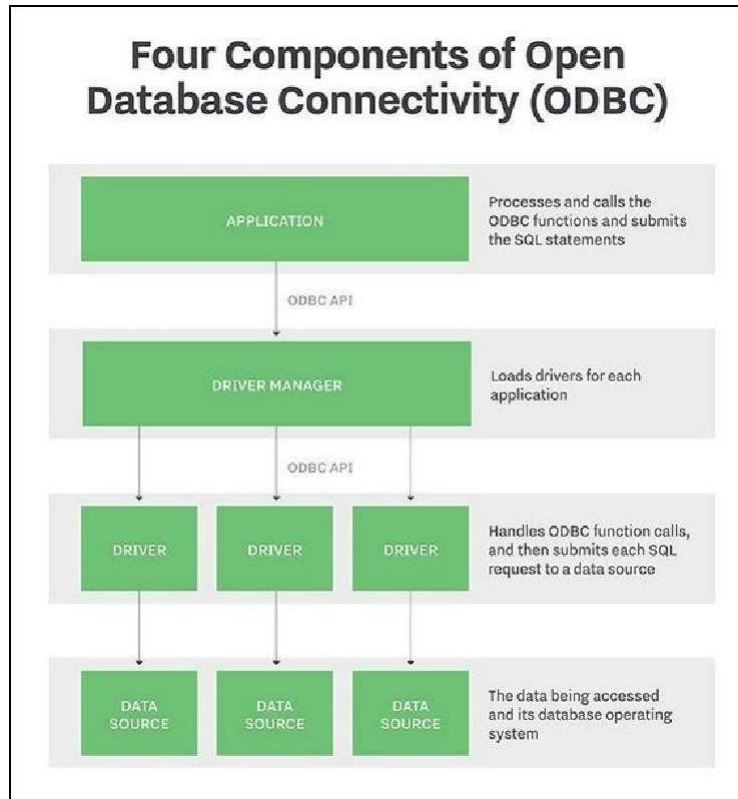 Four Components of Open
Database Connectivity (ODBC)
APPLICATION
Processes and calls the
ODBC functions and submits
the SQL statements
ODBC API
DRIVER MANAGER
Loads drivers for each
application
ODBC API
DRIVER
DRIVER
DRIVER
Handles ODBC function calls,
and then submits each SQL
request to a data source
DATA
SOURCE
DATA
SOURCE
DATA
SOURCE
The data being accessed
and its database operating
system